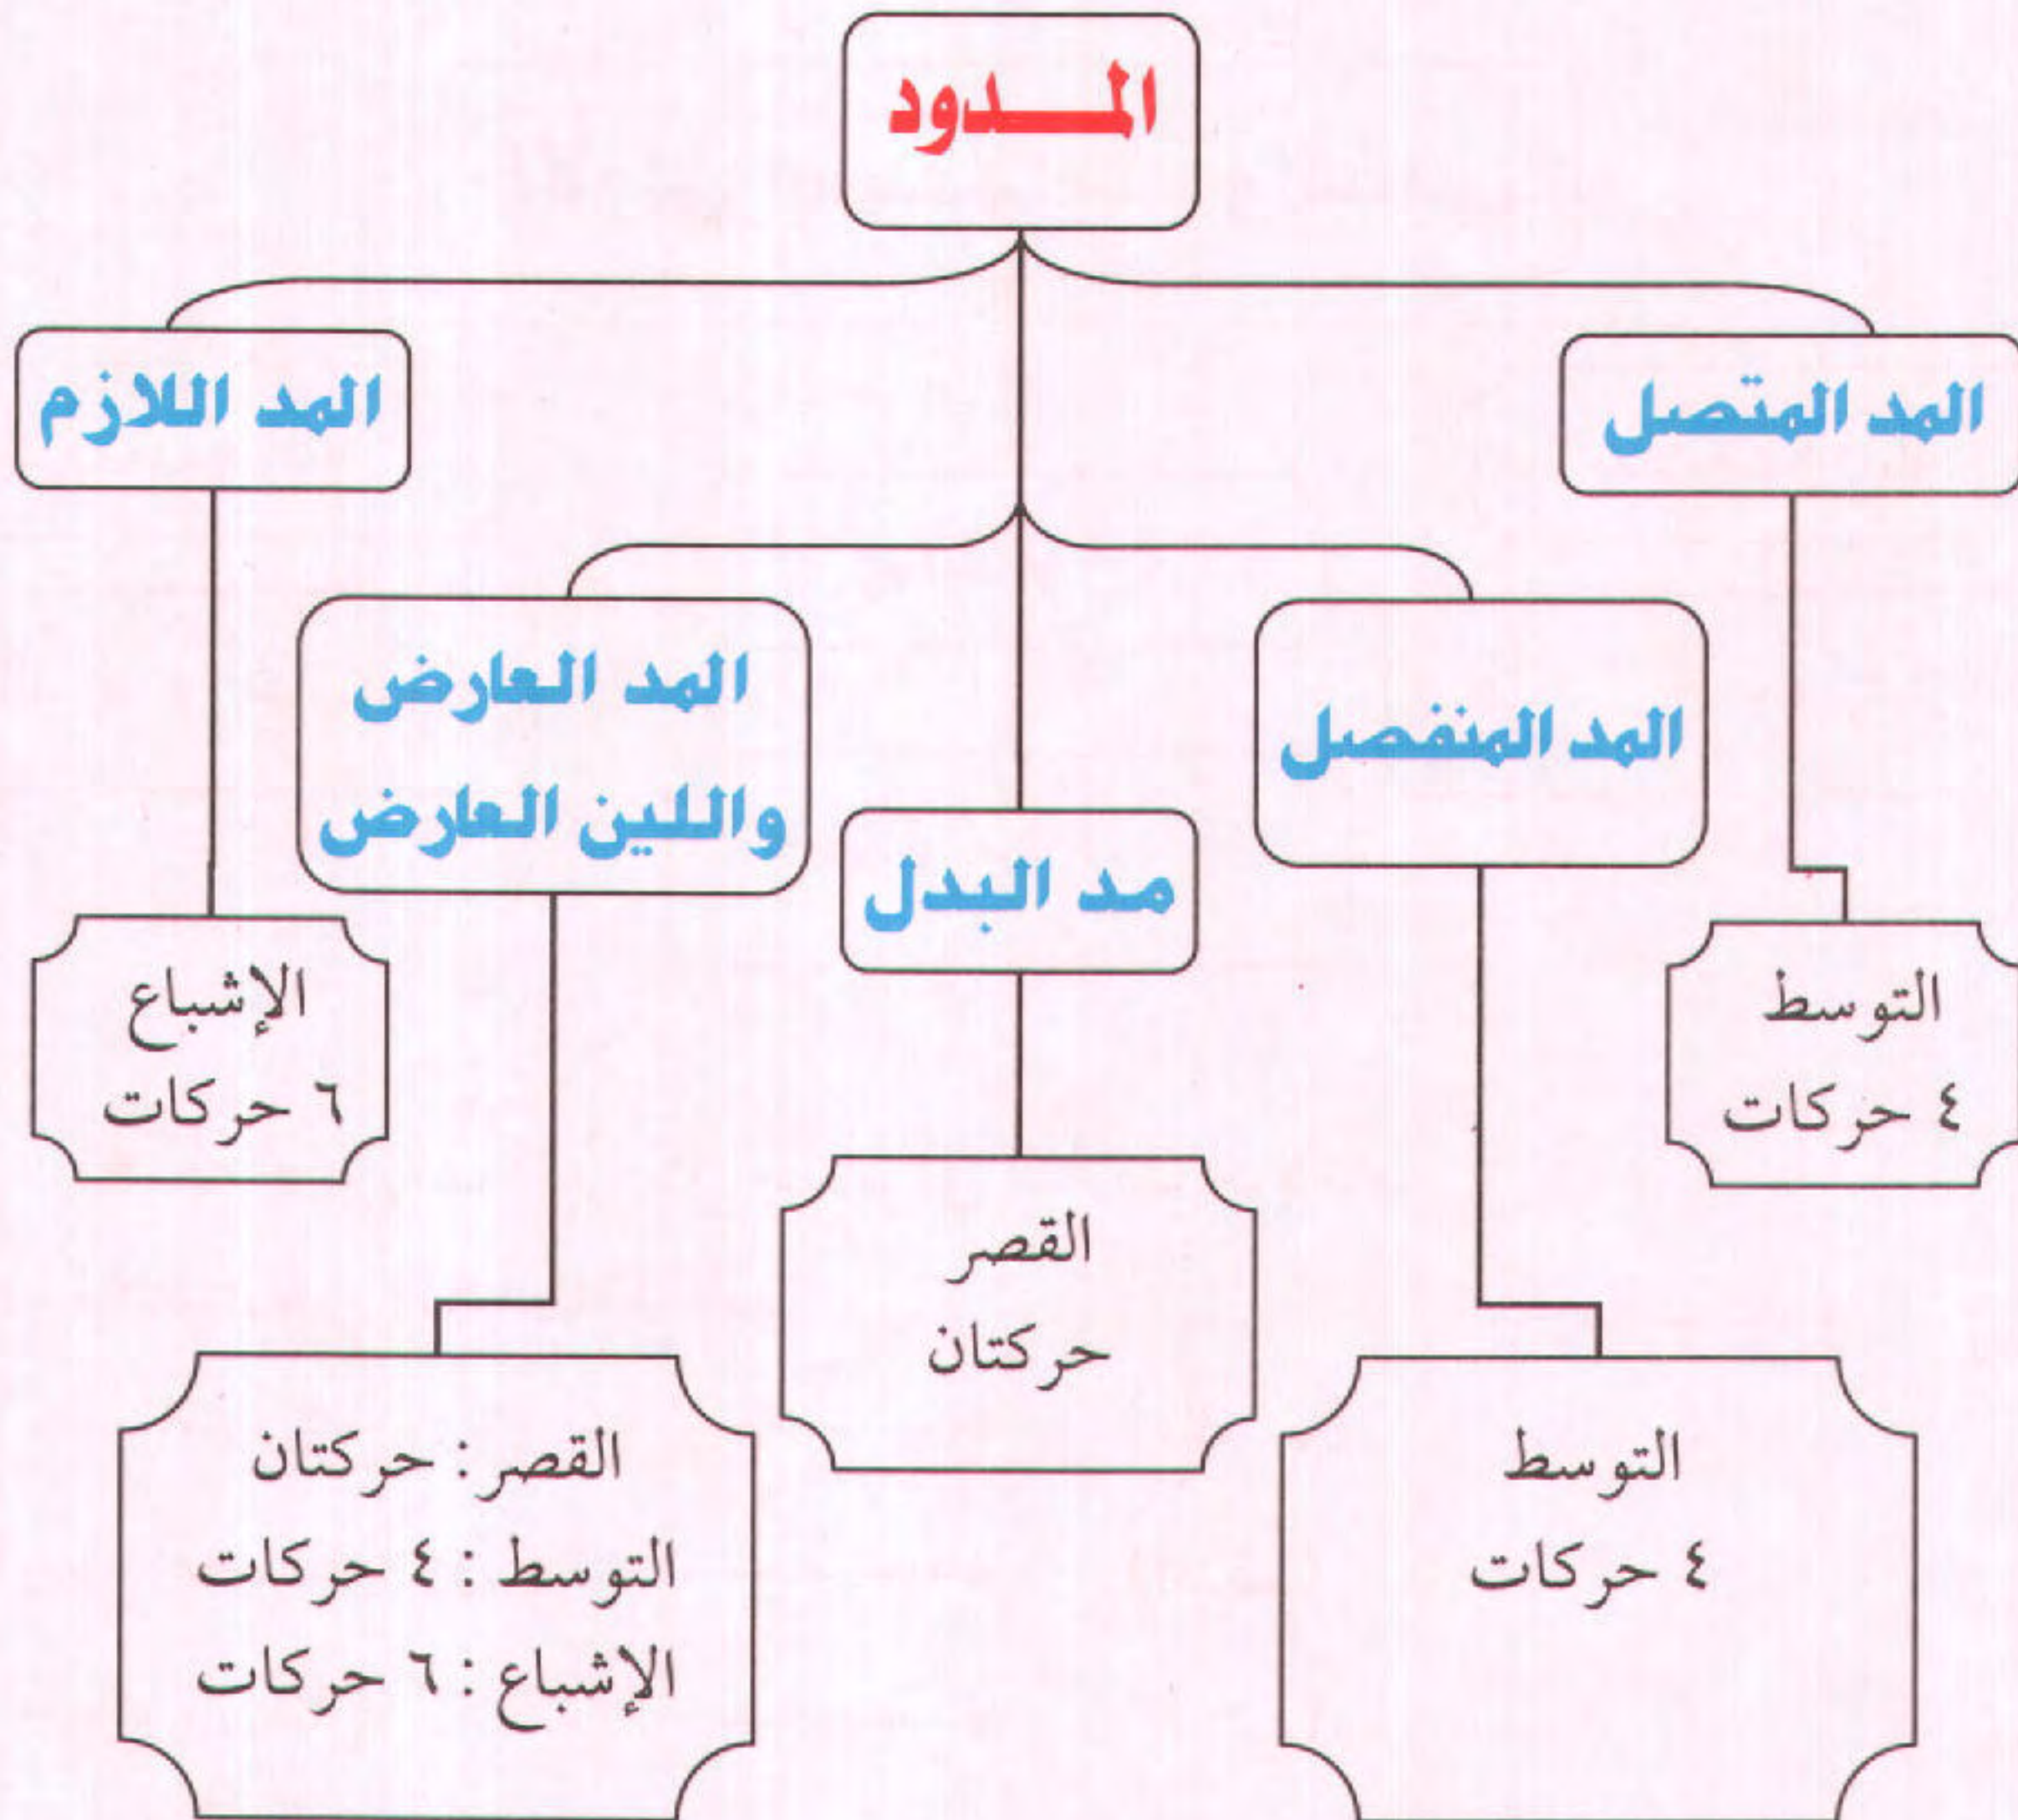 المـــدود
المد المتصل
المد اللازم
المد المنفصل
المد العارض
واللين العارض
مد البدل
التوسط
٤ حركات
الإشباع
٦ حركات
القصر
حركتان
التوسط
٤ حركات
القصر: حركتان
التوسط: ٤ حركات
الإشباع: ٦ حركات